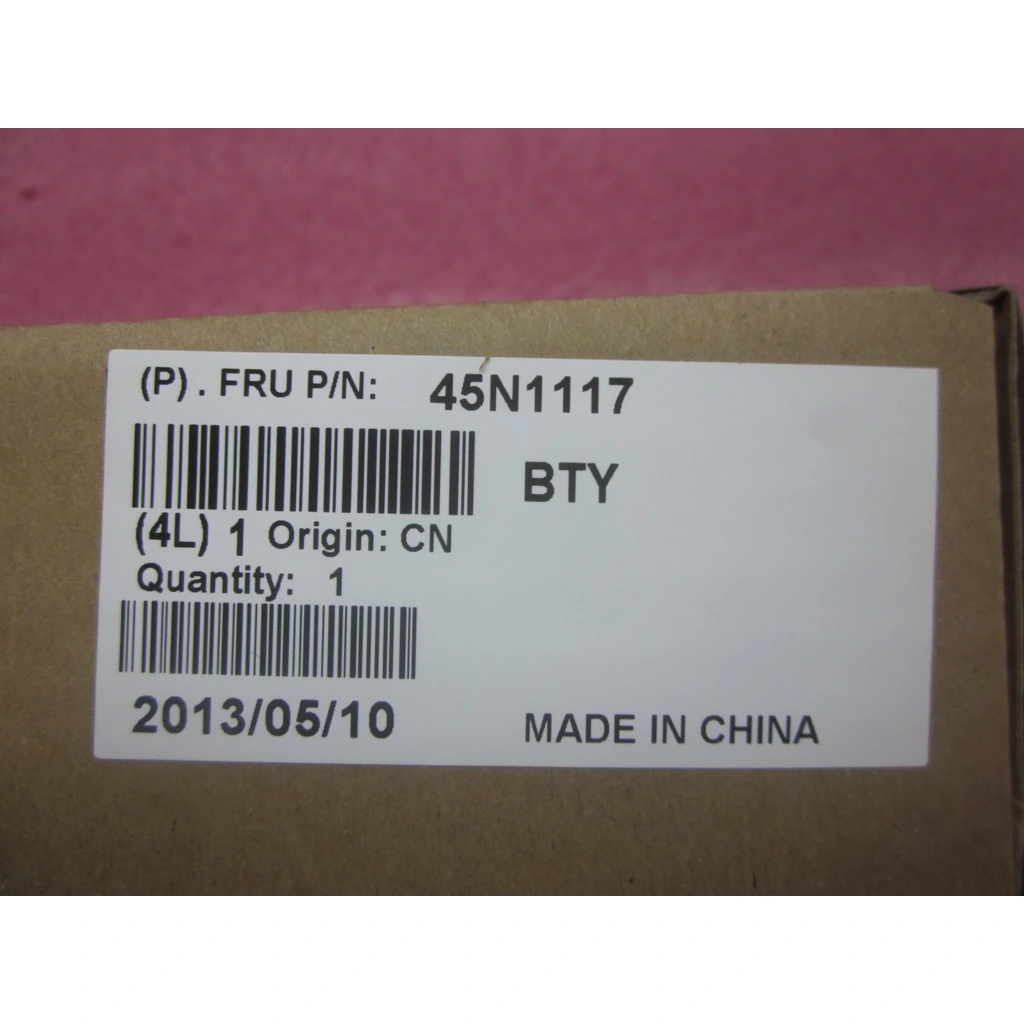 (P) . FRU P/N: 45N1117
BTY
(4L) 1 Origin: CN
Quantity: 1
2013/05/10 MADE IN CHINA